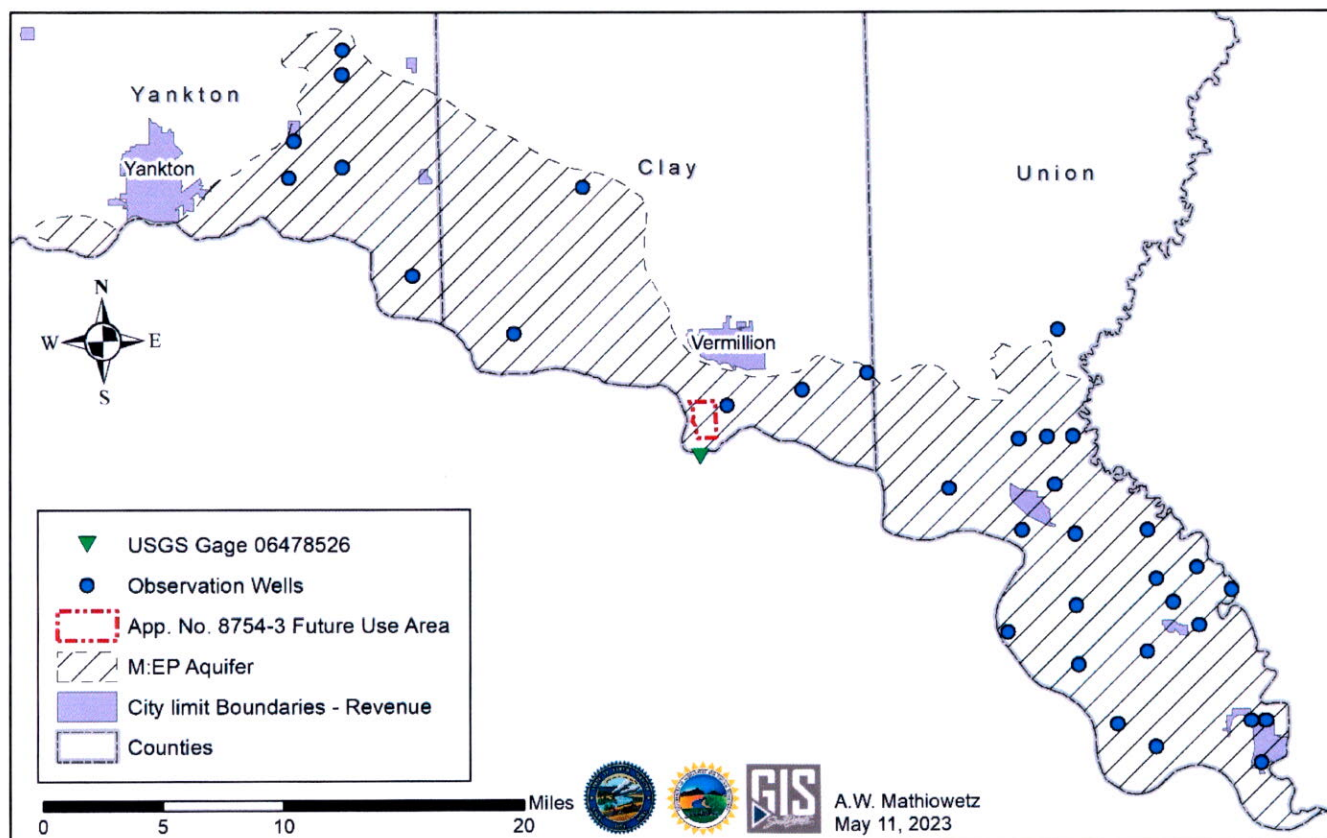 Yankton
Yankton
Clay
Union
Vermillion
N
W E
S
USGS Gage 06478526
Observation Wells
App. No. 8754-3 Future Use Area
M:EP Aquifer
City limit Boundaries - Revenue
Counties
Miles
0 5 10 20
GIS
A.W. Mathiowetz
May 11, 2023